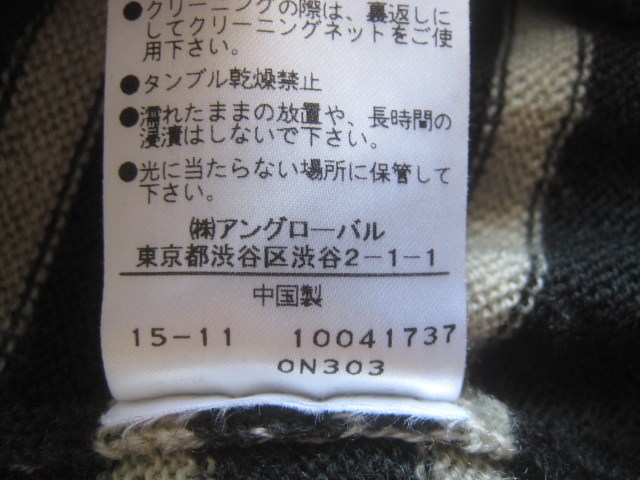 ●クリーニングの際は、裏返しに
してクリーニングネットをご使
用下さい。
●タンブル乾燥禁止
●濡れたままの放置や、長時間の
浸漬はしないで下さい。
●光に当たらない場所に保管して
下さい。
㈱アングローバル
東京都渋谷区渋谷2-1-1
中国製
15-11 10041737
0N303